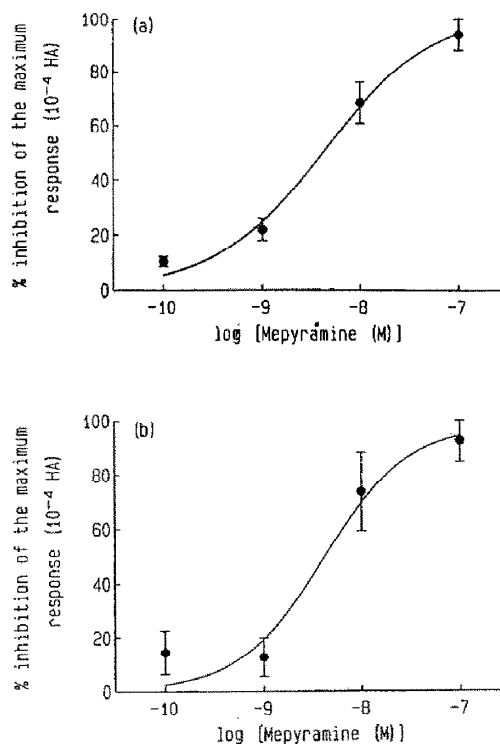 (a)
% inhibition of the maximum
response (10⁻⁴ HA)
100
80
60
40
20
0
-10 -9 -8 -7
log [Mepyramine (M)]
(b)
% inhibition of the maximum
response (10⁻⁴ HA)
100
80
60
40
20
0
-10 -9 -8 -7
log [Mepyramine (M)]